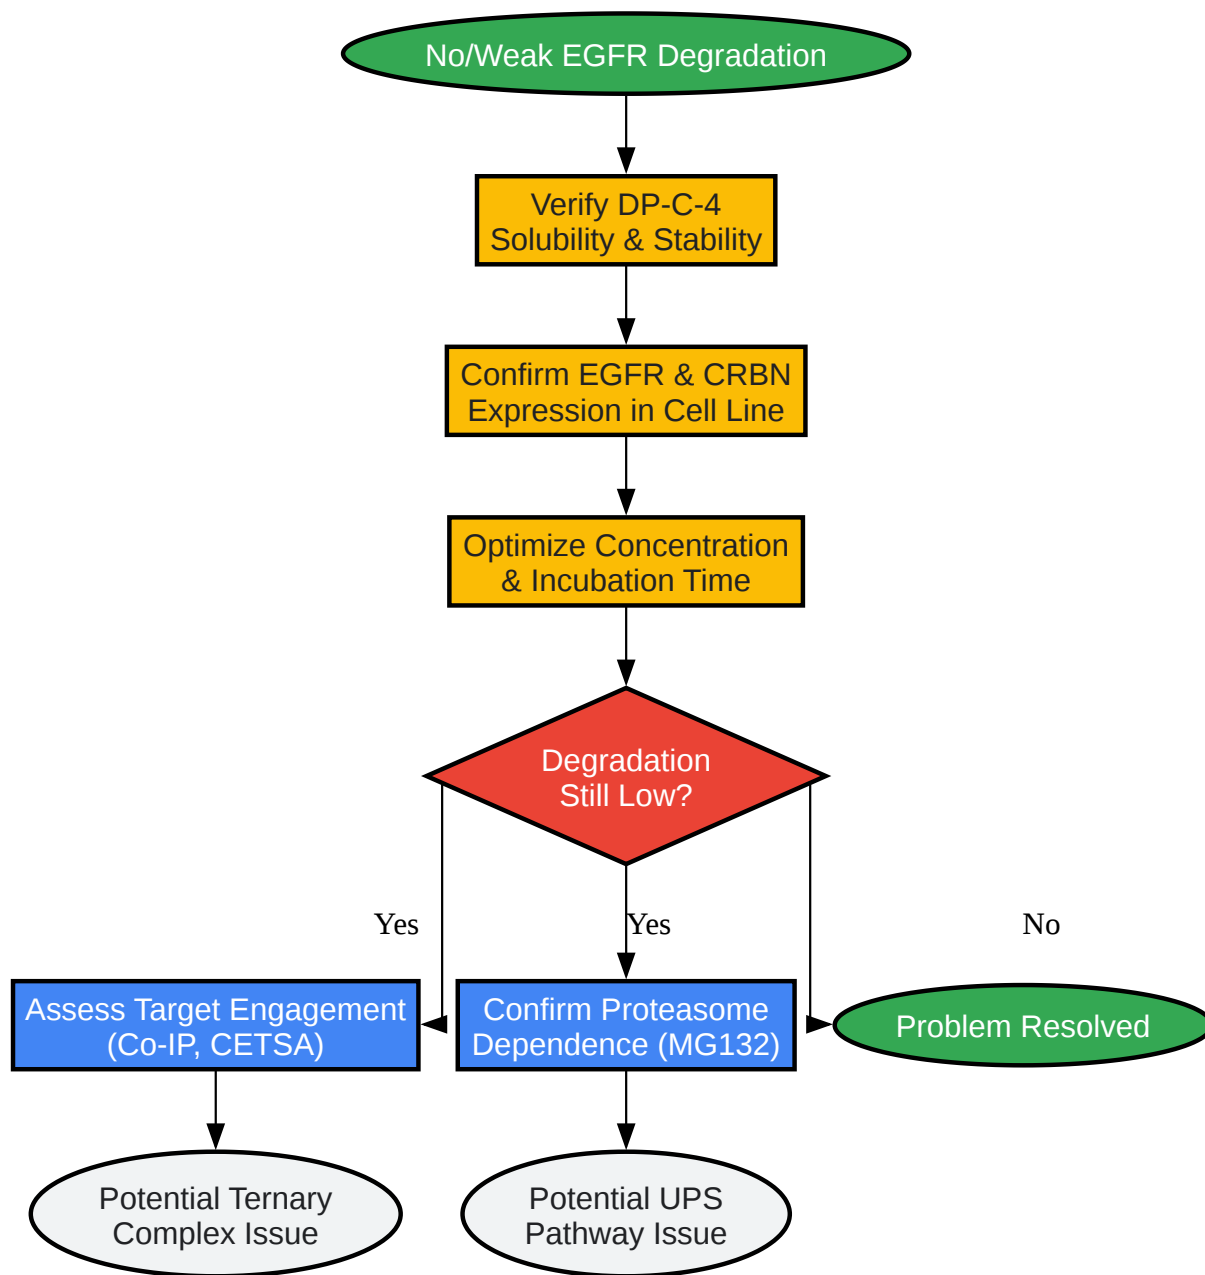 No/Weak EGFR Degradation
Verify DP-C-4
Solubility & Stability
Confirm EGFR & CRBN
Expression in Cell Line
Optimize Concentration
& Incubation Time
Degradation
Still Low?
Yes
Yes
No
Assess Target Engagement
(Co-IP, CETSA)
Confirm Proteasome
Dependence (MG132)
Problem Resolved
Potential Ternary
Complex Issue
Potential UPS
Pathway Issue